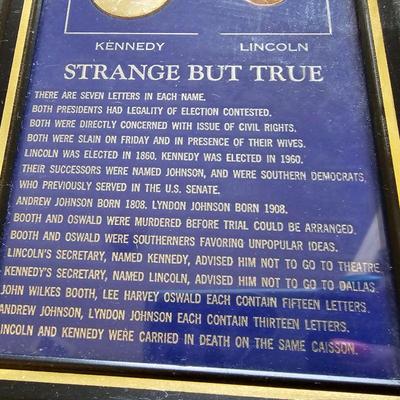 KENNEDY LINCOLN
STRANGE BUT TRUE
THERE ARE SEVEN LETTERS IN EACH NAME.
BOTH PRESIDENTS HAD LEGALITY OF ELECTION CONTESTED.
BOTH WERE DIRECTLY CONCERNED WITH ISSUE OF CIVIL RIGHTS.
BOTH WERE SLAIN ON FRIDAY AND IN PRESENCE OF THEIR WIVES.
LINCOLN WAS ELECTED IN 1860. KENNEDY WAS ELECTED IN 1960.
THEIR SUCCESSORS WERE NAMED JOHNSON, AND WERE SOUTHERN DEMOCRATS,
WHO PREVIOUSLY SERVED IN THE U.S. SENATE.
ANDREW JOHNSON BORN 1808. LYNDON JOHNSON BORN 1908.
BOOTH AND OSWALD WERE MURDERED BEFORE TRIAL COULD BE ARRANGED.
BOOTH AND OSWALD WERE SOUTHERNERS FAVORING UNPOPULAR IDEAS.
LINCOLN'S SECRETARY, NAMED KENNEDY, ADVISED HIM NOT TO GO TO THEATRE.
KENNEDY'S SECRETARY, NAMED LINCOLN, ADVISED HIM NOT TO GO TO DALLAS.
JOHN WILKES BOOTH, LEE HARVEY OSWALD EACH CONTAIN FIFTEEN LETTERS.
ANDREW JOHNSON, LYNDON JOHNSON EACH CONTAIN THIRTEEN LETTERS.
LINCOLN AND KENNEDY WERE CARRIED IN DEATH ON THE SAME CAISSON.